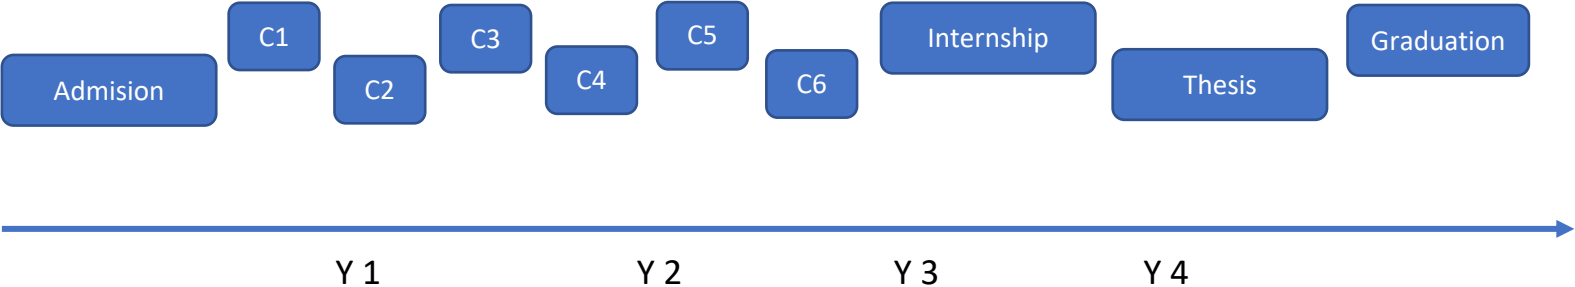 Admision
C1
C2
C3
C4
C5
C6
Internship
Thesis
Graduation
Y 1
Y 2
Y 3
Y 4